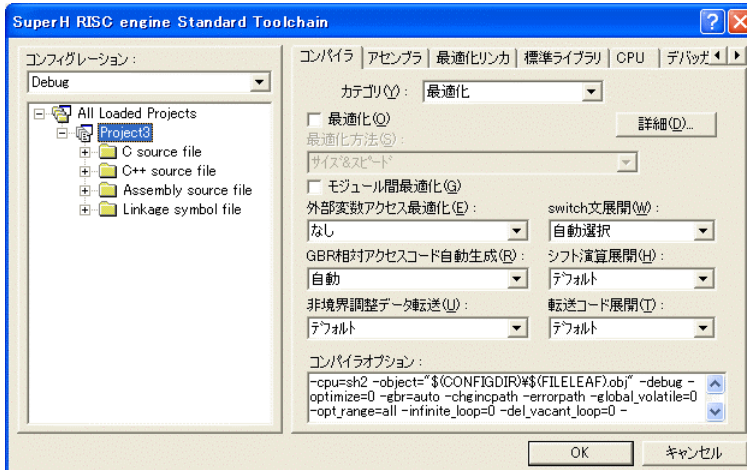 SuperH RISC engine Standard Toolchain
コンフィグレーション :
Debug
All Loaded Projects
Project3
C source file
C++ source file
Assembly source file
Linkage symbol file
コンパイラ アセンブラ 最適化リンカ 標準ライブラリ CPU デバッガ
カテゴリ(Y) : 最適化
最適化(O)
詳細(D)...
最適化方法(S) :
サイズ&スピード
モジュール間最適化(G)
外部変数アクセス最適化(E) : switch文展開(W) :
なし 自動選択
GBR相対アクセスコード自動生成(R) : シフト演算展開(H) :
自動 デフォルト
非境界調整データ転送(U) : 転送コード展開(T) :
デフォルト デフォルト
コンパイラオプション :
-cpu=sh2 -object="$(CONFIGDIR)¥$(FILELEAF).obj" -debug -
optimize=0 -gbr=auto -chgincpath -errorpath -global_volatile=0
-opt_range=all -infinite_loop=0 -del_vacant_loop=0 -
OK キャンセル